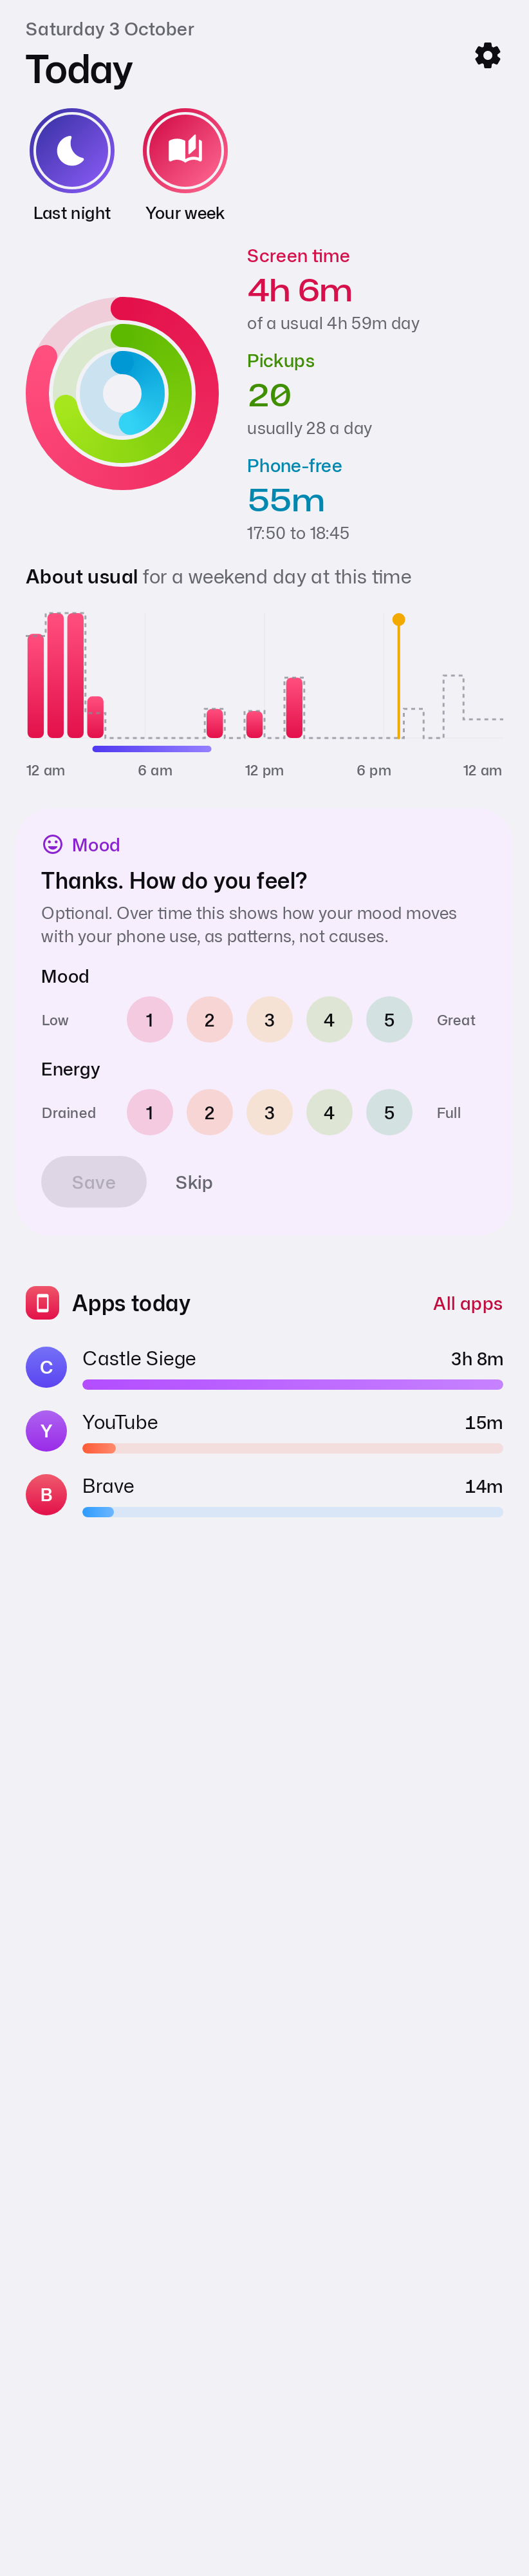 Saturday 3 October
Today
Last night
Your week
Screen time
4h 6m
of a usual 4h 59m day
Pickups
20
usually 28 a day
Phone-free
55m
17:50 to 18:45
About usual for a weekend day at this time
12 am 6 am 12 pm 6 pm 12 am
Mood
Thanks. How do you feel?
Optional. Over time this shows how your mood moves
with your phone use, as patterns, not causes.
Mood
Low 1 2 3 4 5 Great
Energy
Drained 1 2 3 4 5 Full
Save Skip
Apps today All apps
C Castle Siege 3h 8m
Y YouTube 15m
B Brave 14m